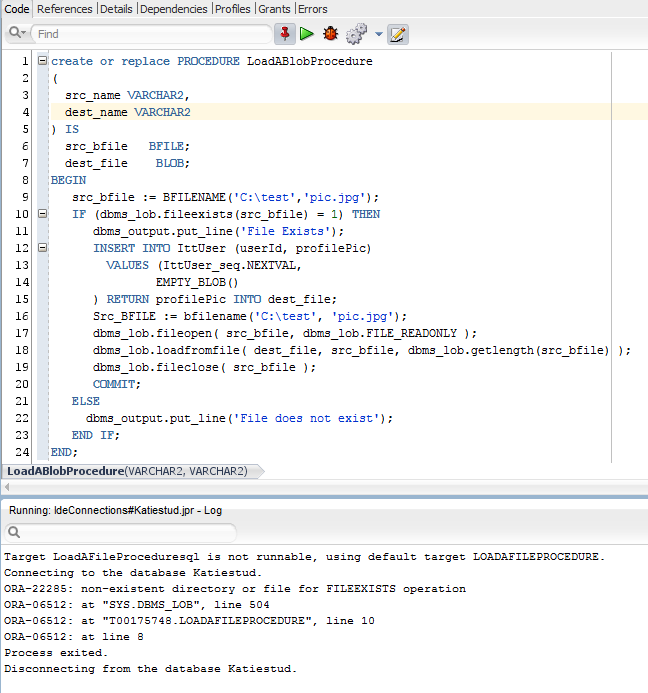 Code References Details Dependencies Profiles Grants Errors
Find
1 create or replace PROCEDURE LoadABlobProcedure
2 (
3 src_name VARCHAR2,
4 dest_name VARCHAR2
5 ) IS
6 src_bfile BFILE;
7 dest_file BLOB;
8 BEGIN
9 src_bfile := BFILENAME('C:\test','pic.jpg');
10 IF (dbms_lob.fileexists(src_bfile) = 1) THEN
11 dbms_output.put_line('File Exists');
12 INSERT INTO IttUser (userId, profilePic)
13 VALUES (IttUser_seq.NEXTVAL,
14 EMPTY_BLOB()
15 ) RETURN profilePic INTO dest_file;
16 Src_BFILE := bfilename('C:\test', 'pic.jpg');
17 dbms_lob.fileopen( src_bfile, dbms_lob.FILE_READONLY );
18 dbms_lob.loadfromfile( dest_file, src_bfile, dbms_lob.getlength(src_bfile) );
19 dbms_lob.fileclose( src_bfile );
20 COMMIT;
21 ELSE
22 dbms_output.put_line('File does not exist');
23 END IF;
24 END;
LoadABlobProcedure(VARCHAR2, VARCHAR2)
Running: IdeConnections#Katiestud.jpr - Log
Target LoadAFileProceduresql is not runnable, using default target LOADAFILEPROCEDURE.
Connecting to the database Katiestud.
ORA-22285: non-existent directory or file for FILEEXISTS operation
ORA-06512: at "SYS.DBMS_LOB", line 504
ORA-06512: at "T00175748.LOADAFILEPROCEDURE", line 10
ORA-06512: at line 8
Process exited.
Disconnecting from the database Katiestud.